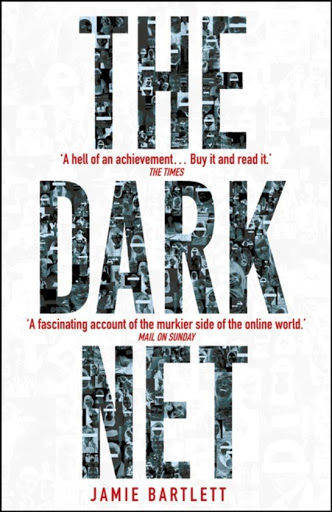 THE
'A hell of an achievement... Buy it and read it.'
THE TIMES
DARK
'A fascinating account of the murkier side of the online world.'
MAIL ON SUNDAY
NET
JAMIE BARTLETT